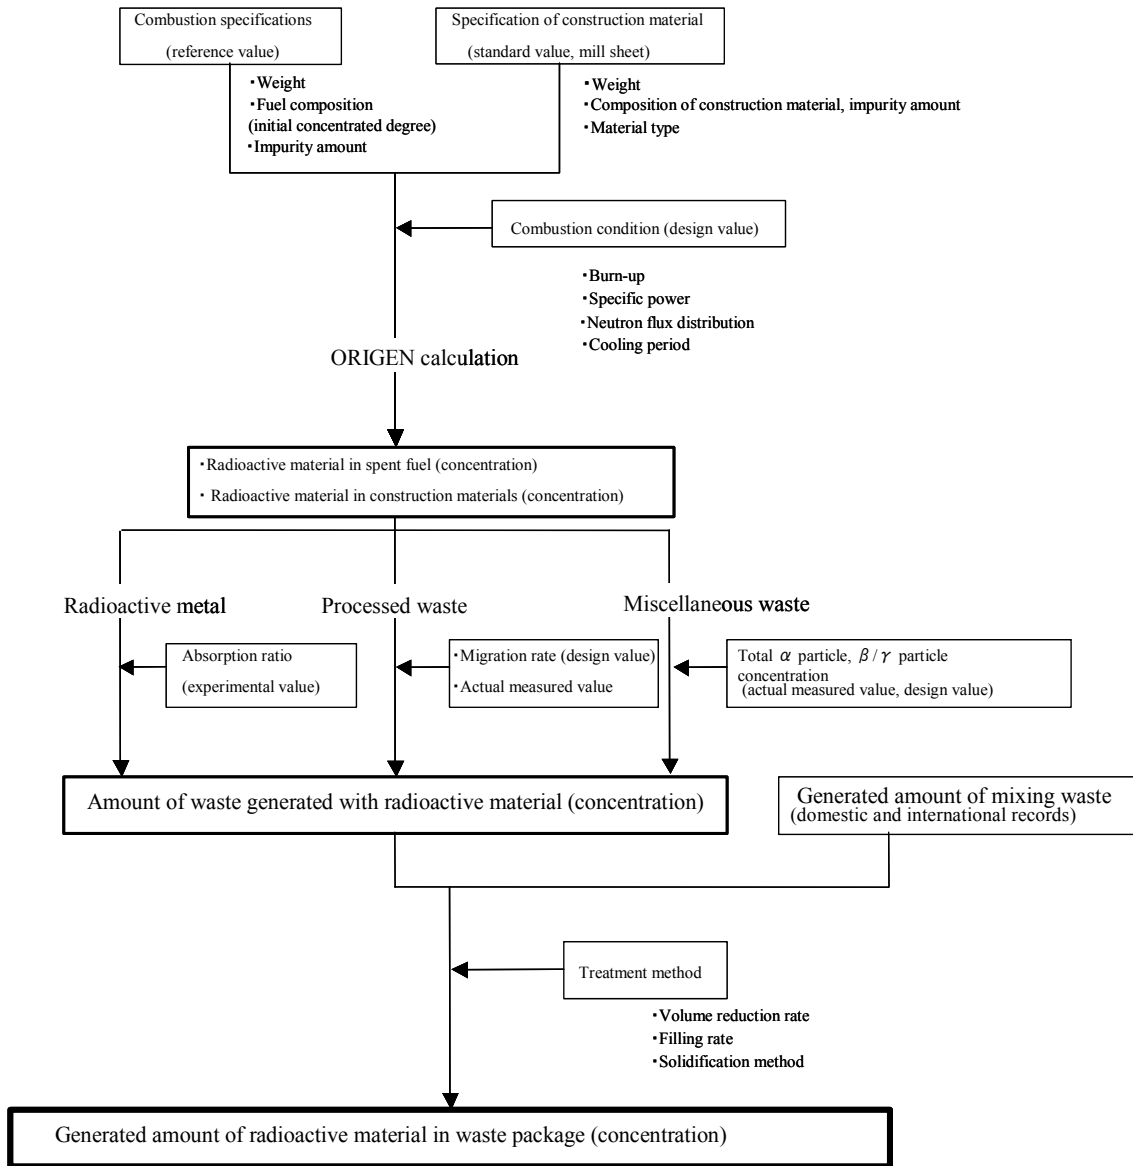 Combustion specifications
(reference value)
Specification of construction material
(standard value, mill sheet)
・Weight
・Fuel composition
(initial concentrated degree)
・Impurity amount
・Weight
・Composition of construction material, impurity amount
・Material type
Combustion condition (design value)
・Burn-up
・Specific power
・Neutron flux distribution
・Cooling period
ORIGEN calculation
・Radioactive material in spent fuel (concentration)
・ Radioactive material in construction materials (concentration)
Radioactive metal
Processed waste
Miscellaneous waste
Absorption ratio
(experimental value)
・Migration rate (design value)
・Actual measured value
Total α particle, β/γ particle
concentration
(actual measured value, design value)
Amount of waste generated with radioactive material (concentration)
Generated amount of mixing waste
(domestic and international records)
Treatment method
・Volume reduction rate
・Filling rate
・Solidification method
Generated amount of radioactive material in waste package (concentration)